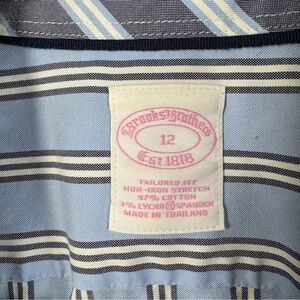 Brooks Brothers
12
Est 1818
TAILORED FIT
NON-IRON STRETCH
97% COTTON
3% LYCRA® SPANDEX
MADE IN THAILAND